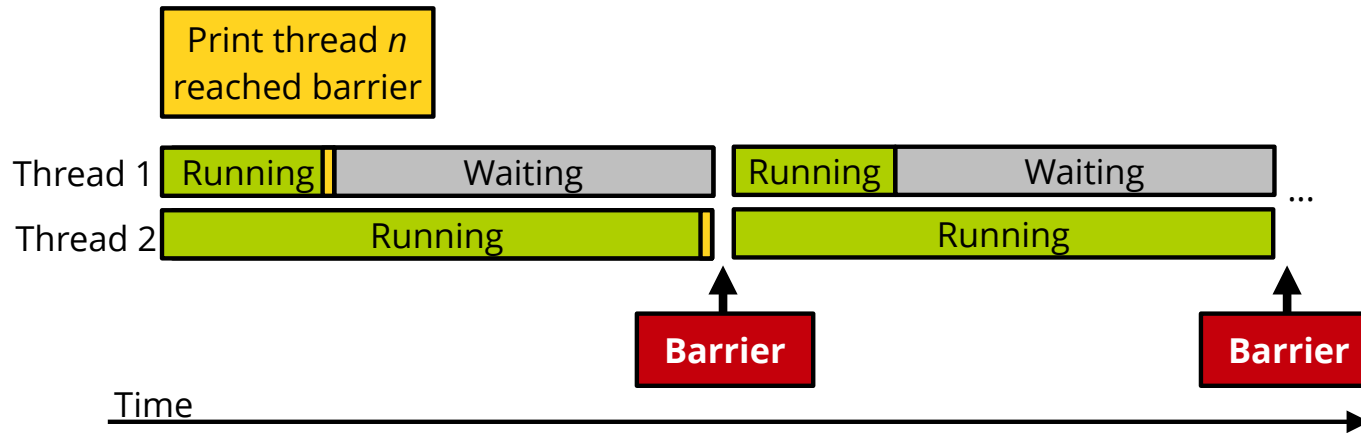 Print thread n
reached barrier
Thread 1 Running Waiting Running Waiting
...
Thread 2 Running Running
Barrier Barrier
Time